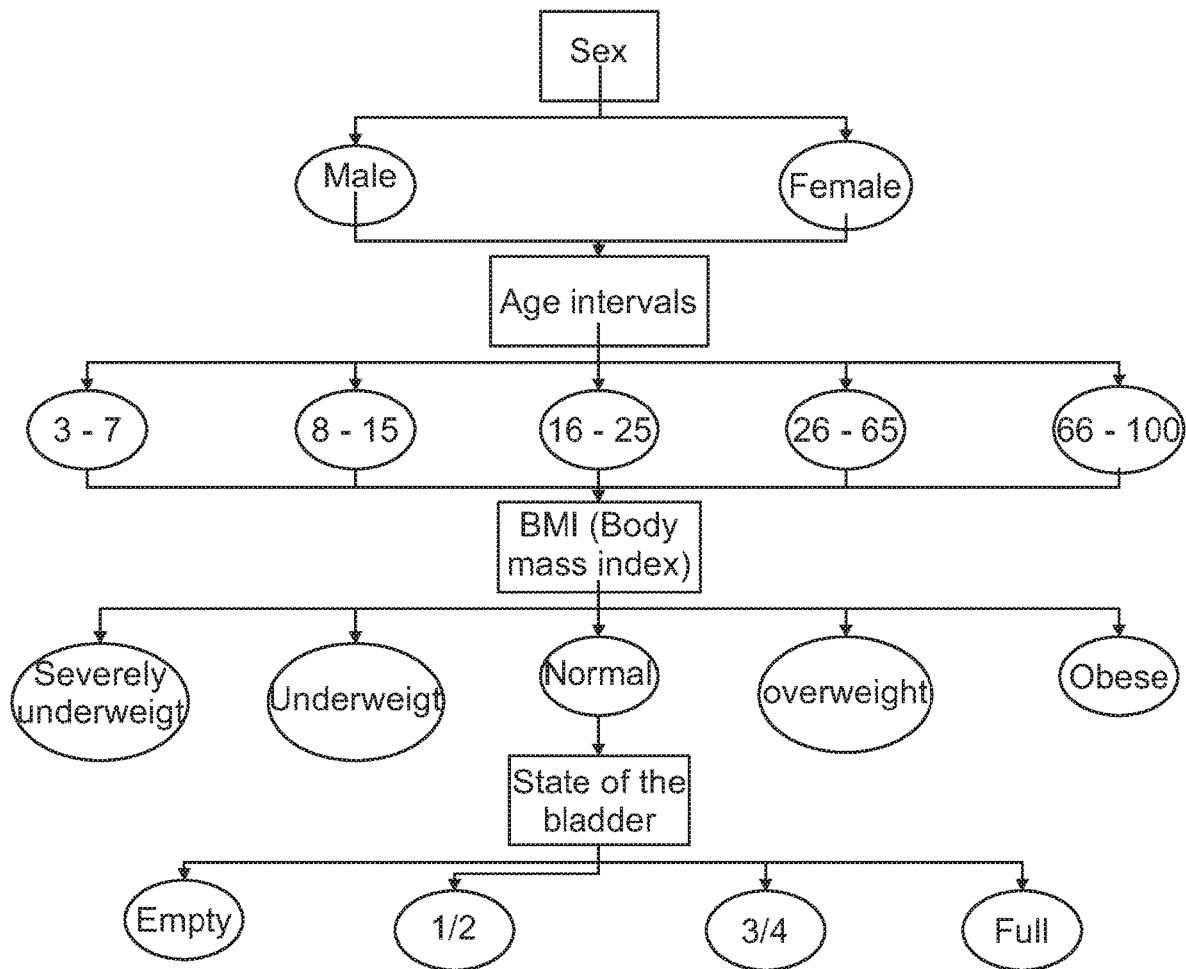 Sex
Male
Female
Age intervals
3 - 7
8 - 15
16 - 25
26 - 65
66 - 100
BMI (Body
mass index)
Severely
underweigt
Underweigt
Normal
overweight
Obese
State of the
bladder
Empty
1/2
3/4
Full